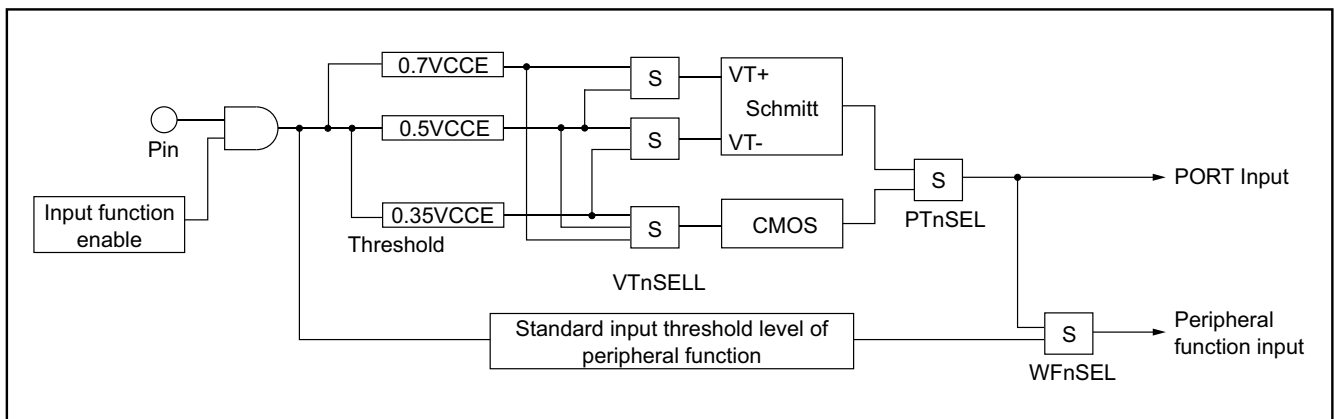 0.7VCCE
S
VT+
Schmitt
VT-
Pin
0.5VCCE
S
Input function
enable
0.35VCCE
Threshold
S
CMOS
VTnSELL
S
PTnSEL
PORT Input
Standard input threshold level of
peripheral function
S
WFnSEL
Peripheral
function input